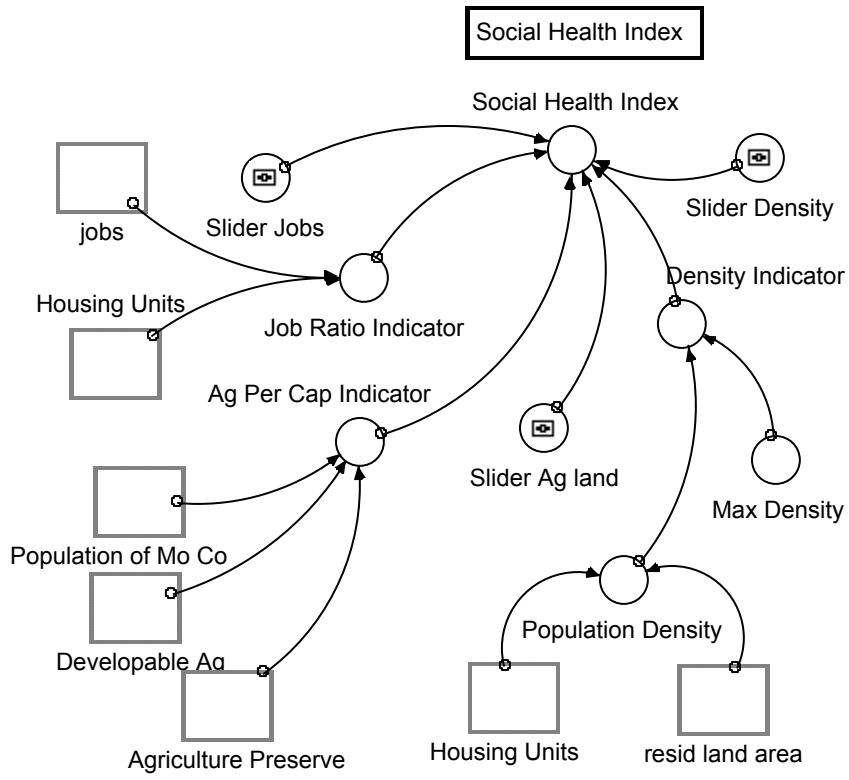 Social Health Index
Social Health Index
Slider Jobs
Slider Density
jobs
Density Indicator
Housing Units
Job Ratio Indicator
Ag Per Cap Indicator
Slider Ag land
Max Density
Population of Mo Co
Population Density
Developable Ag
Agriculture Preserve
Housing Units
resid land area